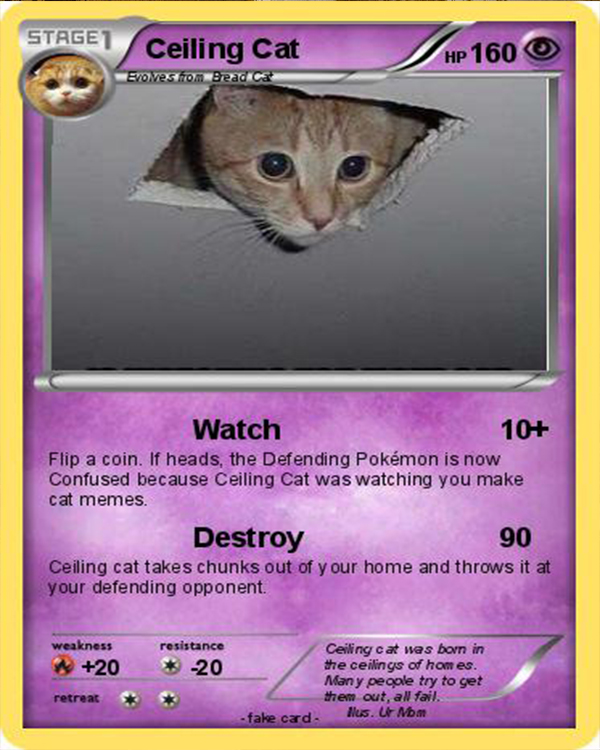 STAGE1
Ceiling Cat
HP 160
Evolves from Bread Cat
Watch 10+
Flip a coin. If heads, the Defending Pokémon is now
Confused because Ceiling Cat was watching you make
cat memes.
Destroy 90
Ceiling cat takes chunks out of your home and throws it at
your defending opponent.
weakness resistance
+20 -20
retreat
Ceiling cat was born in
the ceilings of homes.
Many people try to get
them out, all fail.
Illus. Ur Mom
- fake card -